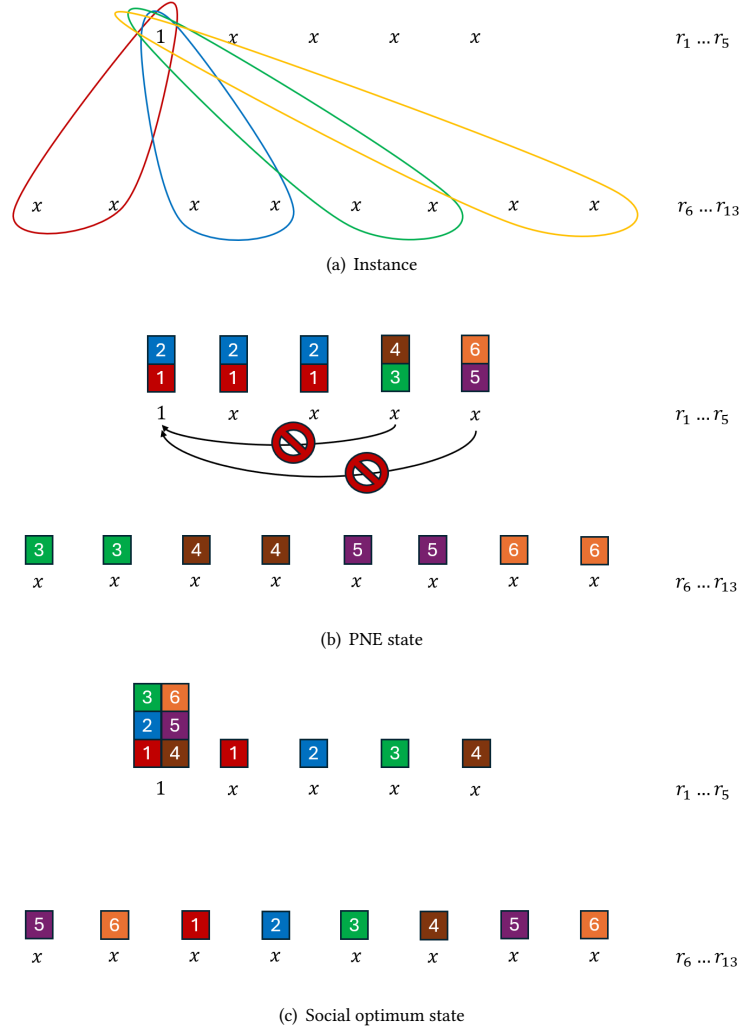 1 x x x x r₁ … r₅
x x x x x x x x r₆ … r₁₃
(a) Instance
2 2 2 4 6
1 1 1 3 5
1 x x x x r₁ … r₅
3 3 4 4 5 5 6 6
x x x x x x x x r₆ … r₁₃
(b) PNE state
3 6
2 5
1 4 1 2 3 4
1 x x x x r₁ … r₅
5 6 1 2 3 4 5 6
x x x x x x x x r₆ … r₁₃
(c) Social optimum state